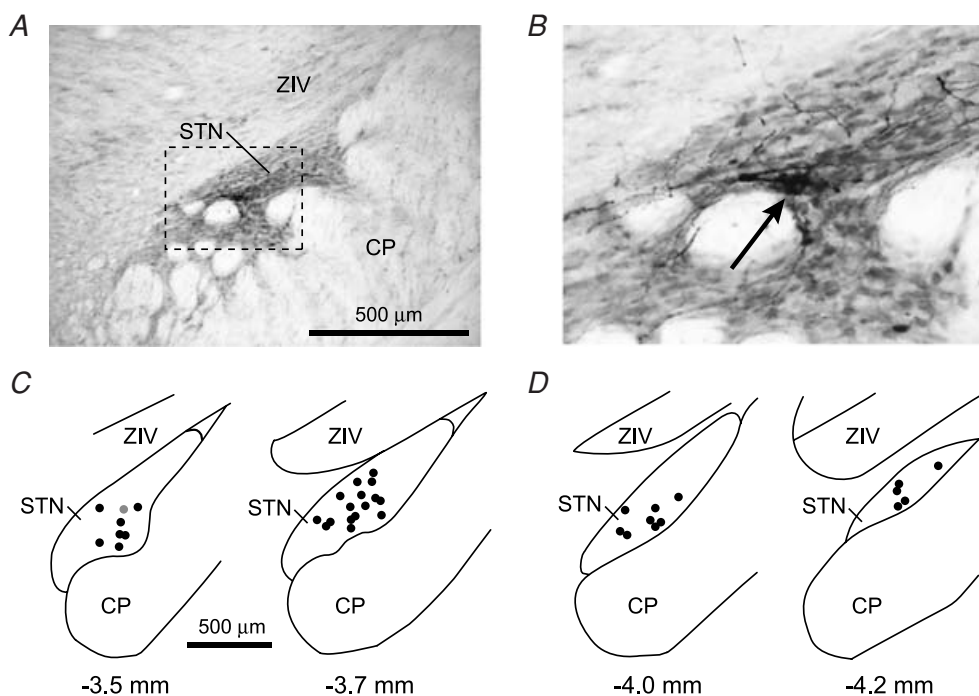 A
ZIV
STN
CP
500 μm
B
C
ZIV
STN
CP
500 μm
-3.5 mm
ZIV
STN
CP
-3.7 mm
D
ZIV
STN
CP
-4.0 mm
ZIV
STN
CP
-4.2 mm